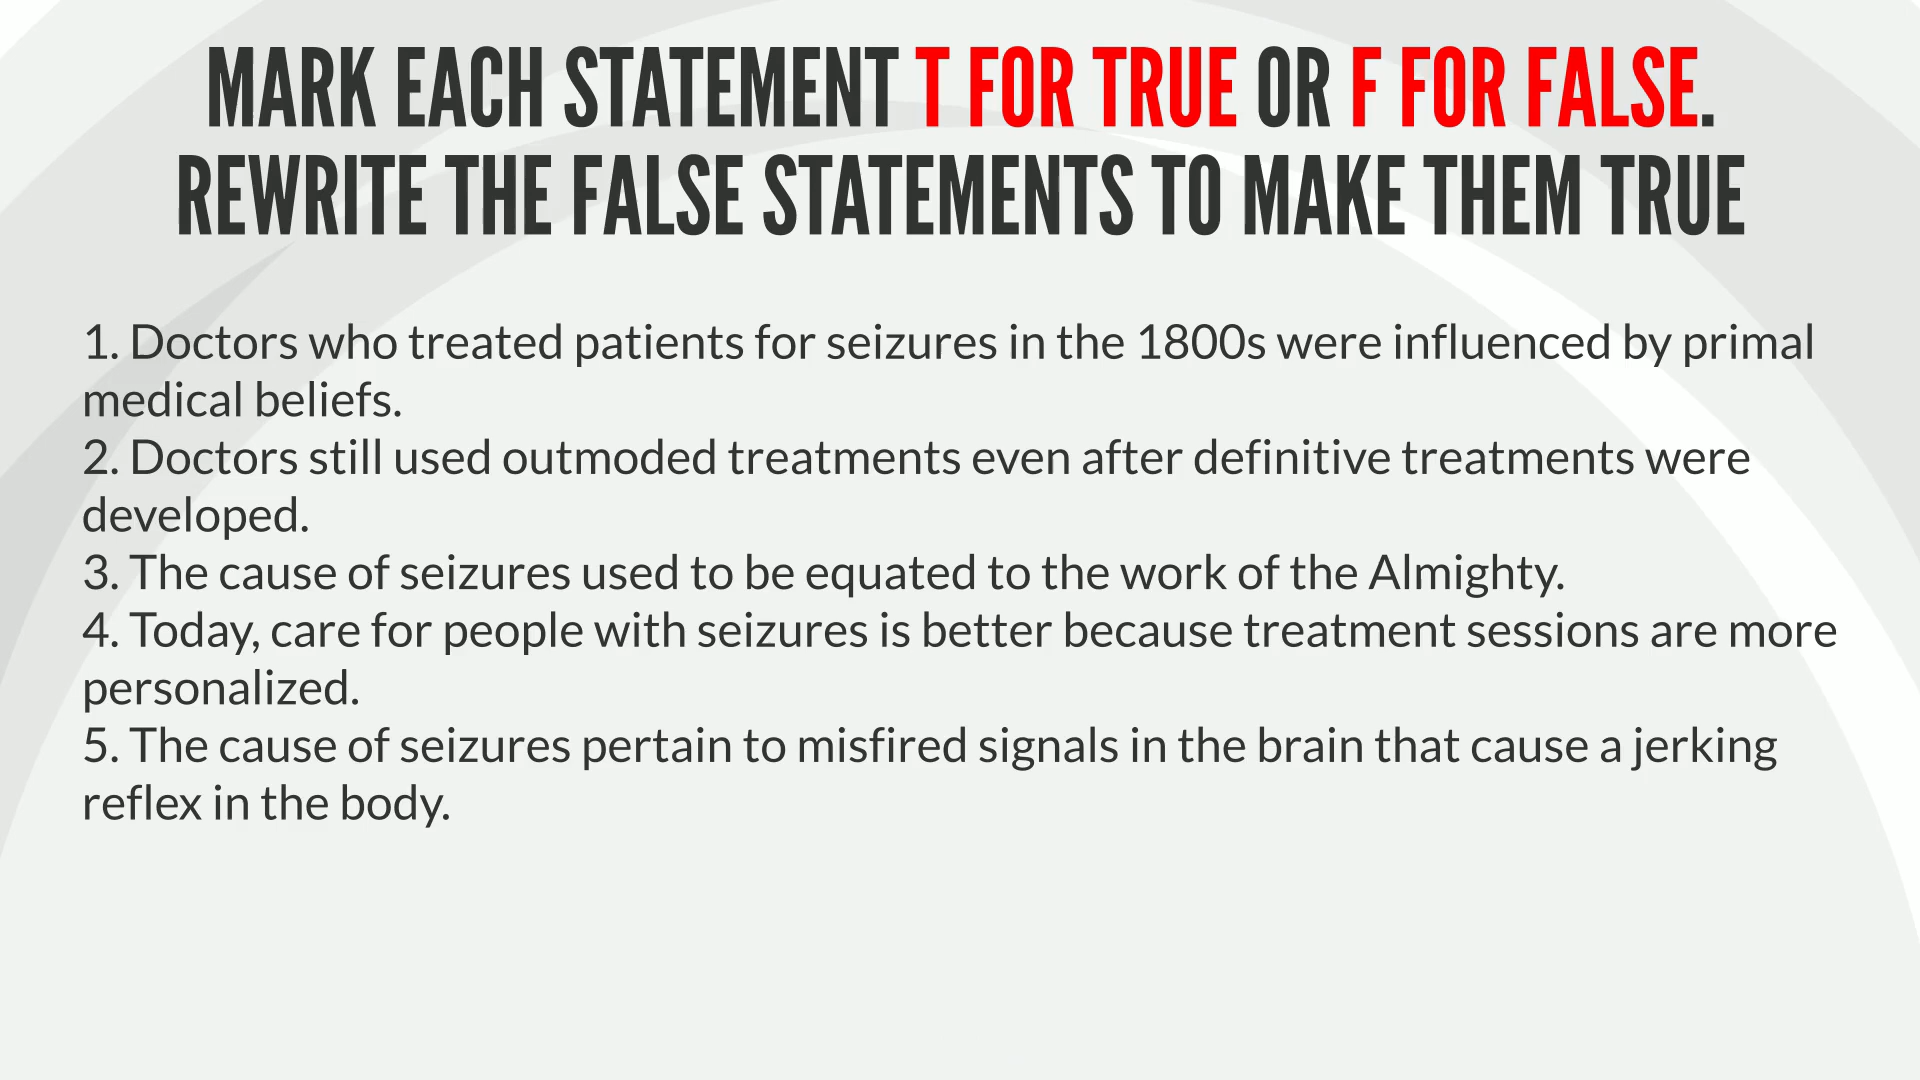 MARK EACH STATEMENT T FOR TRUE OR F FOR FALSE.
REWRITE THE FALSE STATEMENTS TO MAKE THEM TRUE
1. Doctors who treated patients for seizures in the 1800s were influenced by primal
medical beliefs.
2. Doctors still used outmoded treatments even after definitive treatments were
developed.
3. The cause of seizures used to be equated to the work of the Almighty.
4. Today, care for people with seizures is better because treatment sessions are more
personalized.
5. The cause of seizures pertain to misfired signals in the brain that cause a jerking
reflex in the body.